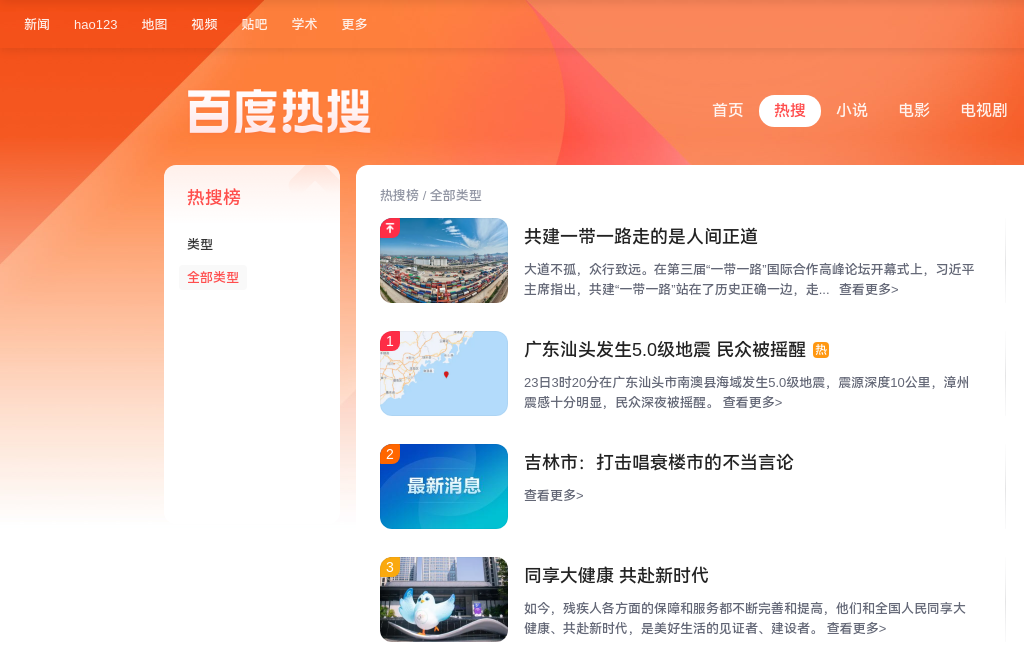 新闻 hao123 地图 视频 贴吧 学术 更多
百度热搜
首页 热搜 小说 电影 电视剧
热搜榜
类型
全部类型
热搜榜 / 全部类型
共建一带一路走的是人间正道
大道不孤，众行致远。在第三届“一带一路”国际合作高峰论坛开幕式上，习近平
主席指出，共建“一带一路”站在了历史正确一边，走... 查看更多>
1
广东汕头发生5.0级地震 民众被摇醒 热
23日3时20分在广东汕头市南澳县海域发生5.0级地震，震源深度10公里，漳州
震感十分明显，民众深夜被摇醒。 查看更多>
2
最新消息
吉林市：打击唱衰楼市的不当言论
查看更多>
3
同享大健康 共赴新时代
如今，残疾人各方面的保障和服务都不断完善和提高，他们和全国人民同享大
健康、共赴新时代，是美好生活的见证者、建设者。 查看更多>